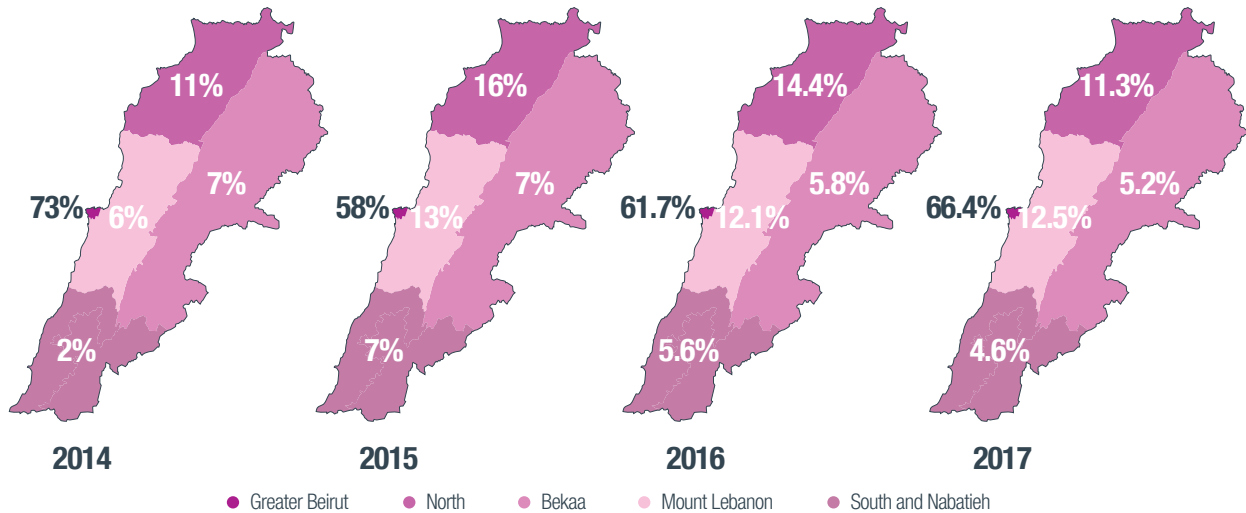 11% 16% 14.4% 11.3%
7% 7% 5.8% 5.2%
73% 6% 58% 13% 61.7% 12.1% 66.4% 12.5%
2% 7% 5.6% 4.6%
2014 2015 2016 2017
Greater Beirut North Bekaa Mount Lebanon South and Nabatieh